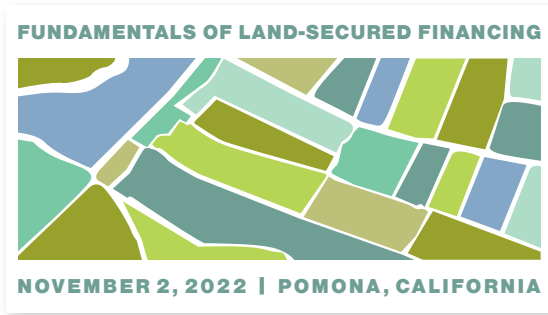 FUNDAMENTALS OF LAND-SECURED FINANCING
NOVEMBER 2, 2022 | POMONA, CALIFORNIA